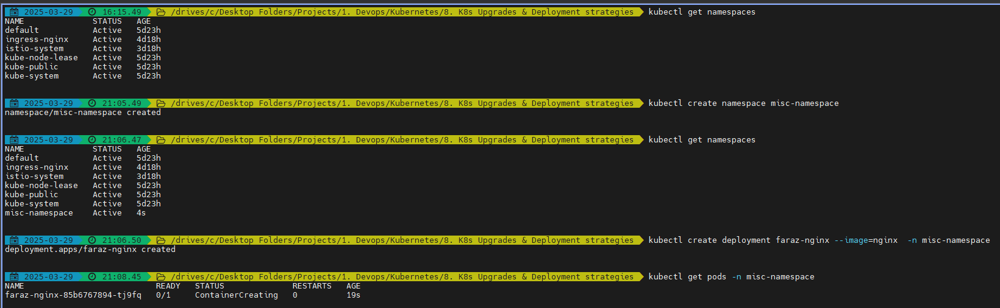 2025-03-29 16:15.49 /drives/c/Desktop Folders/Projects/1. Devops/Kubernetes/8. K8s Upgrades & Deployment strategies kubectl get namespaces
NAME STATUS AGE
default Active 5d23h
ingress-nginx Active 4d18h
istio-system Active 3d18h
kube-node-lease Active 5d23h
kube-public Active 5d23h
kube-system Active 5d23h
2025-03-29 21:05.49 /drives/c/Desktop Folders/Projects/1. Devops/Kubernetes/8. K8s Upgrades & Deployment strategies kubectl create namespace misc-namespace
namespace/misc-namespace created
2025-03-29 21:06.47 /drives/c/Desktop Folders/Projects/1. Devops/Kubernetes/8. K8s Upgrades & Deployment strategies kubectl get namespaces
NAME STATUS AGE
default Active 5d23h
ingress-nginx Active 4d18h
istio-system Active 3d18h
kube-node-lease Active 5d23h
kube-public Active 5d23h
kube-system Active 5d23h
misc-namespace Active 4s
2025-03-29 21:06.50 /drives/c/Desktop Folders/Projects/1. Devops/Kubernetes/8. K8s Upgrades & Deployment strategies kubectl create deployment faraz-nginx --image=nginx -n misc-namespace
deployment.apps/faraz-nginx created
2025-03-29 21:08.45 /drives/c/Desktop Folders/Projects/1. Devops/Kubernetes/8. K8s Upgrades & Deployment strategies kubectl get pods -n misc-namespace
NAME READY STATUS RESTARTS AGE
faraz-nginx-85b6767894-tj9fq 0/1 ContainerCreating 0 19s